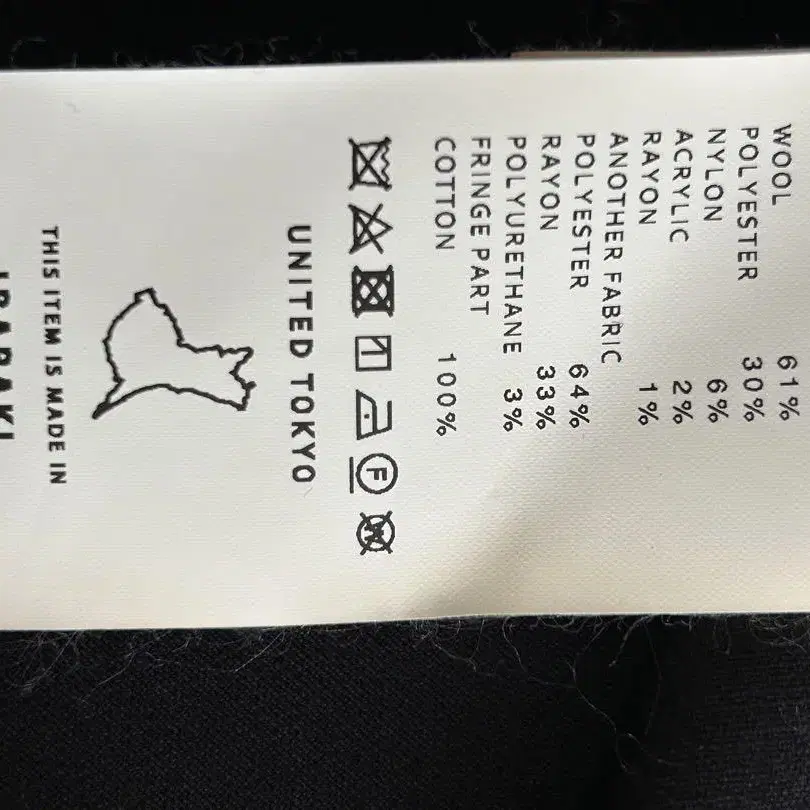 WOOL 61%
POLYESTER 30%
NYLON 6%
ACRYLIC 2%
RAYON 1%
ANOTHER FABRIC
POLYESTER 64%
RAYON 33%
POLYURETHANE 3%
FRINGE PART
COTTON 100%
F
W
UNITED TOKYO
THIS ITEM IS MADE IN
IBARAKI